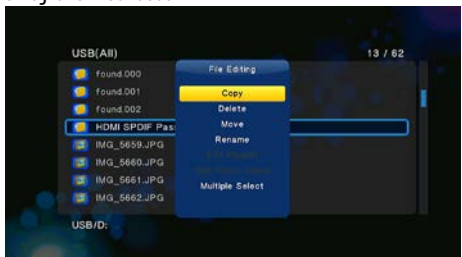 USB(All)
13 / 62
File Editing
found.000
found.001
Copy
found.002
Delete
HDMI SPDIF Pas
Move
IMG_5659.JPG
Rename
IMG_5660.JPG
IMG_5661.JPG
Multiple Select
IMG_5662.JPG
USB/D: